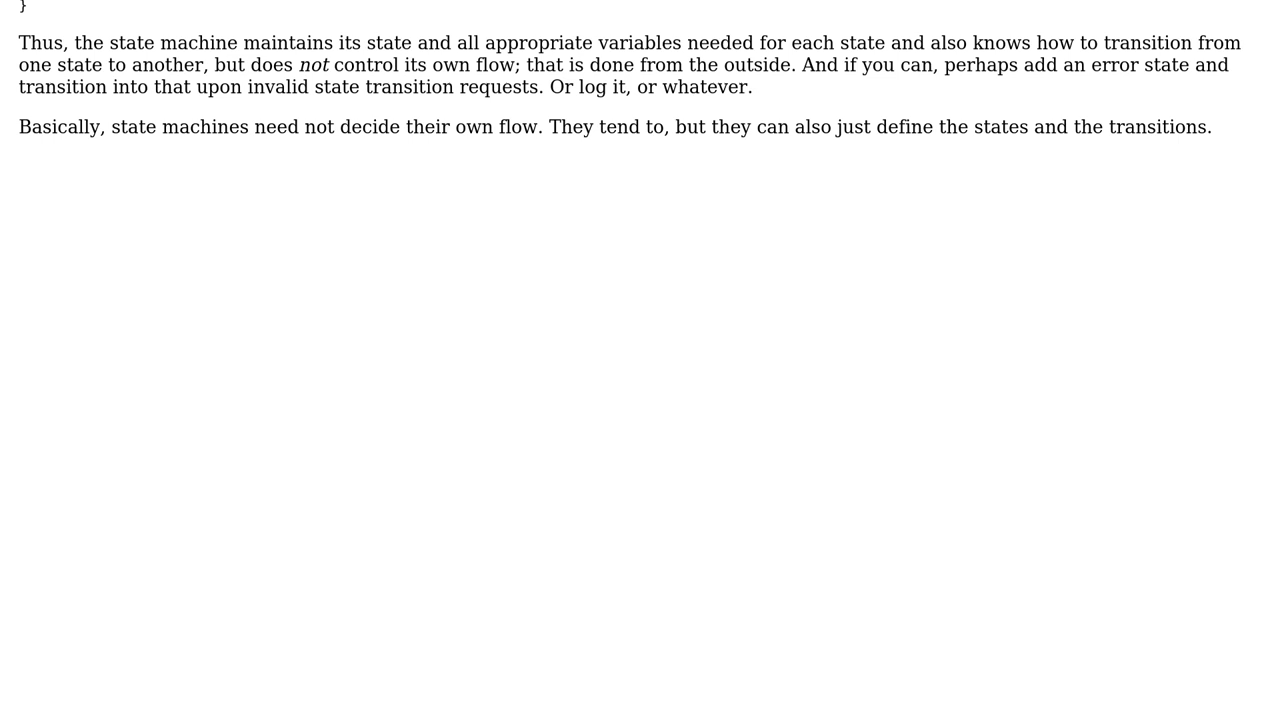 }
Thus, the state machine maintains its state and all appropriate variables needed for each state and also knows how to transition from
one state to another, but does not control its own flow; that is done from the outside. And if you can, perhaps add an error state and
transition into that upon invalid state transition requests. Or log it, or whatever.
Basically, state machines need not decide their own flow. They tend to, but they can also just define the states and the transitions.